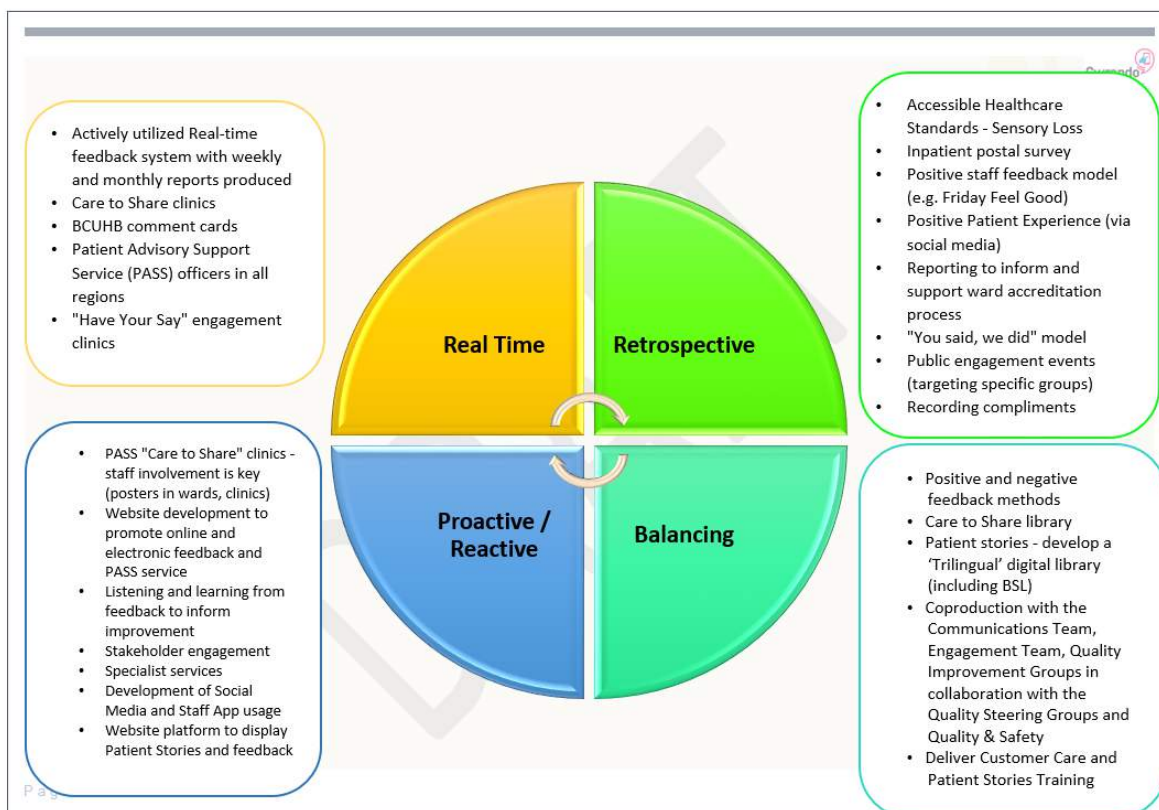 • Actively utilized Real-time
feedback system with weekly
and monthly reports produced
• Care to Share clinics
• BCUHB comment cards
• Patient Advisory Support
Service (PASS) officers in all
regions
• "Have Your Say" engagement
clinics
• Accessible Healthcare
Standards - Sensory Loss
• Inpatient postal survey
• Positive staff feedback model
(e.g. Friday Feel Good)
• Positive Patient Experience (via
social media)
• Reporting to inform and
support ward accreditation
process
• "You said, we did" model
• Public engagement events
(targeting specific groups)
• Recording compliments
Real Time
Retrospective
Proactive /
Reactive
Balancing
• PASS "Care to Share" clinics -
staff involvement is key
(posters in wards, clinics)
• Website development to
promote online and
electronic feedback and
PASS service
• Listening and learning from
feedback to inform
improvement
• Stakeholder engagement
• Specialist services
• Development of Social
Media and Staff App usage
• Website platform to display
Patient Stories and feedback
• Positive and negative
feedback methods
• Care to Share library
• Patient stories - develop a
‘Trilingual’ digital library
(including BSL)
• Coproduction with the
Communications Team,
Engagement Team, Quality
Improvement Groups in
collaboration with the
Quality Steering Groups and
Quality & Safety
• Deliver Customer Care and
Patient Stories Training
DRAFT